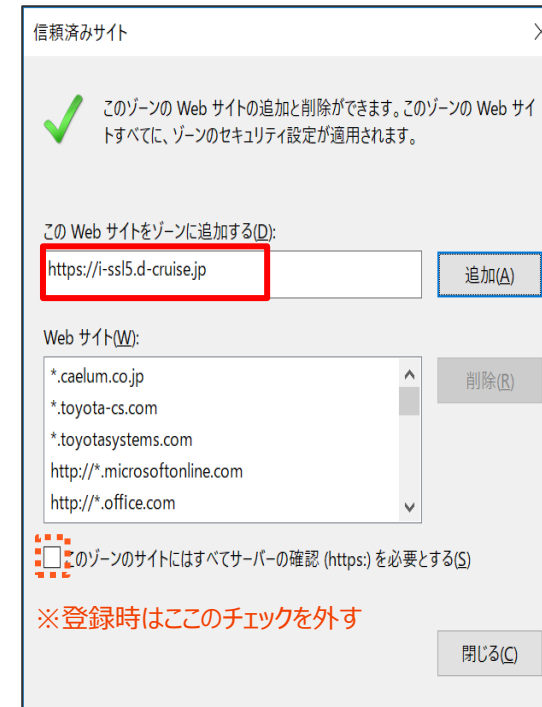 信頼済みサイト
このゾーンの Web サイトの追加と削除ができます。このゾーンの Web サイ
トすべてに、ゾーンのセキュリティ設定が適用されます。
この Web サイトをゾーンに追加する(D):
https://i-ssl5.d-cruise.jp
追加(A)
Web サイト(W):
*.caelum.co.jp
削除(R)
*.toyota-cs.com
*.toyotasystems.com
http://*.microsoftonline.com
http://*.office.com
このゾーンのサイトにはすべてサーバーの確認 (https:) を必要とする(S)
※登録時はここのチェックを外す
閉じる(C)